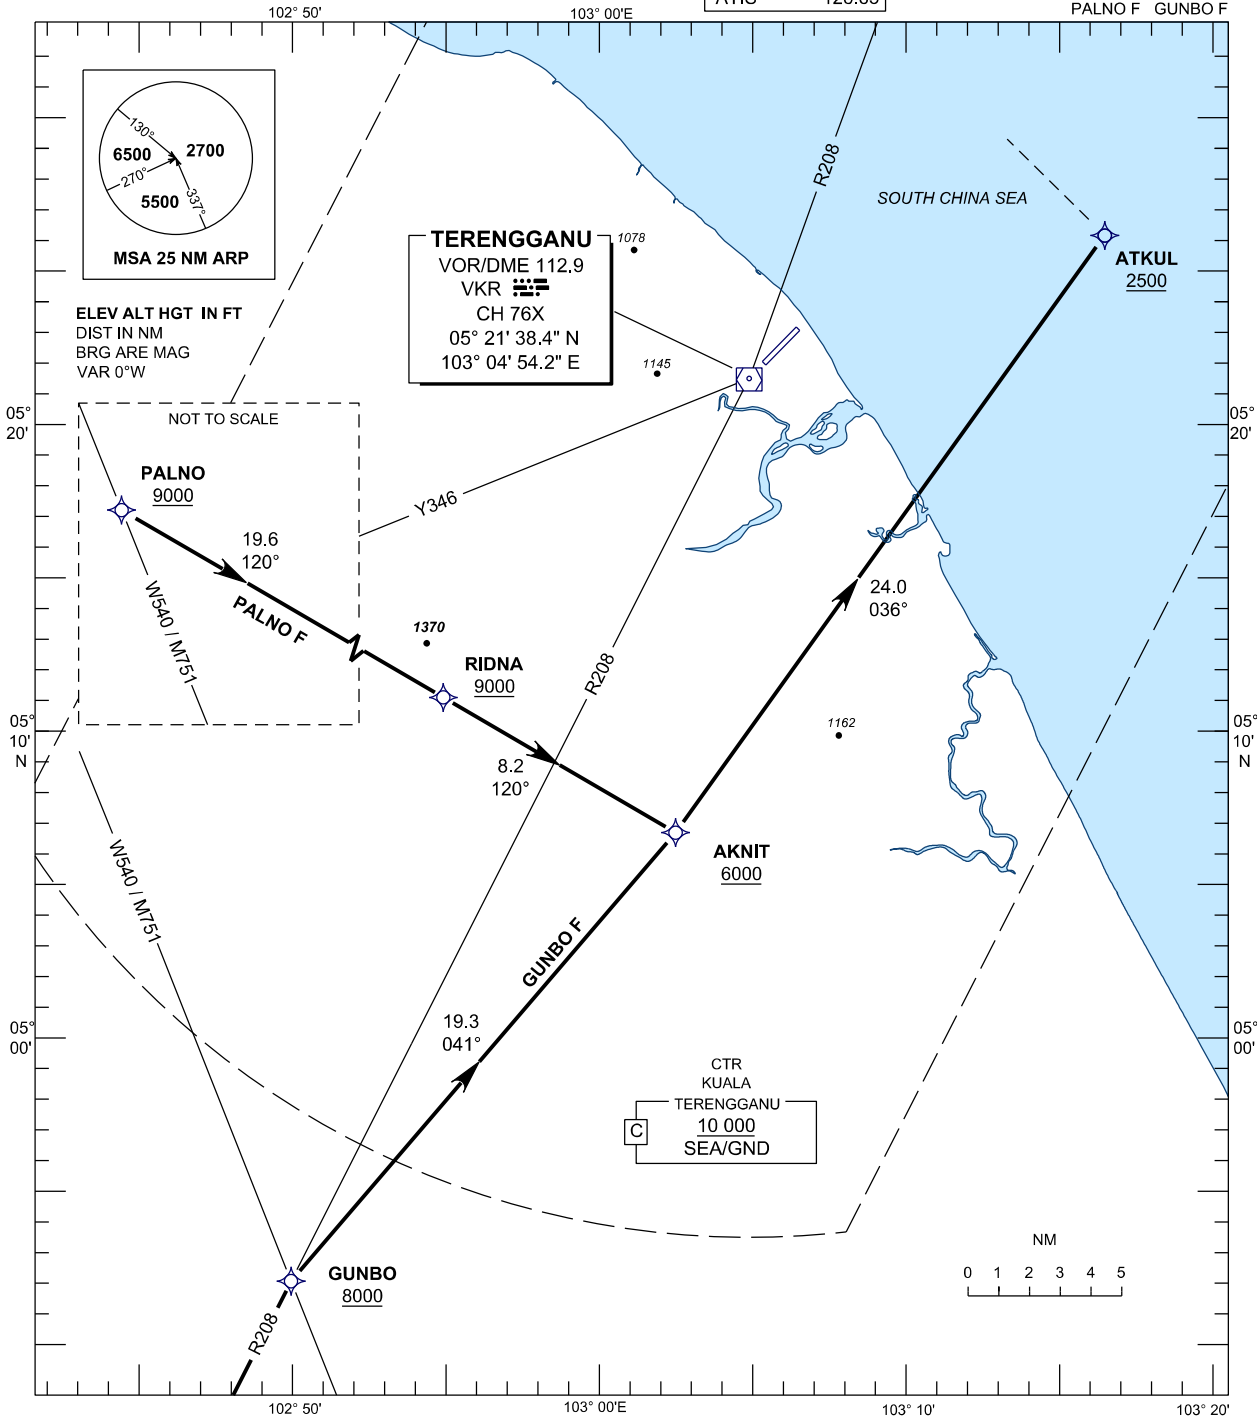 PALNO F GUNBO F
102° 50'
103° 00'E
130°
6500
2700
270°
5500
337°
MSA 25 NM ARP
ELEV ALT HGT IN FT
DIST IN NM
BRG ARE MAG
VAR 0°W
TERENGGANU
VOR/DME 112.9
VKR
CH 76X
05° 21' 38.4" N
103° 04' 54.2" E
1078
1145
R208
SOUTH CHINA SEA
ATKUL
2500
05°
20'
05°
20'
NOT TO SCALE
PALNO
9000
19.6
120°
PALNO F
W540 / M751
Y346
1370
RIDNA
9000
R208
24.0
036°
05°
10'
N
05°
10'
N
1162
8.2
120°
AKNIT
6000
W540 / M751
GUNBO F
19.3
041°
05°
00'
05°
00'
CTR
KUALA
TERENGGANU
C
10 000
SEA/GND
GUNBO
8000
R208
NM
0 1 2 3 4 5
102° 50'
103° 00'E
103° 10'
103° 20'